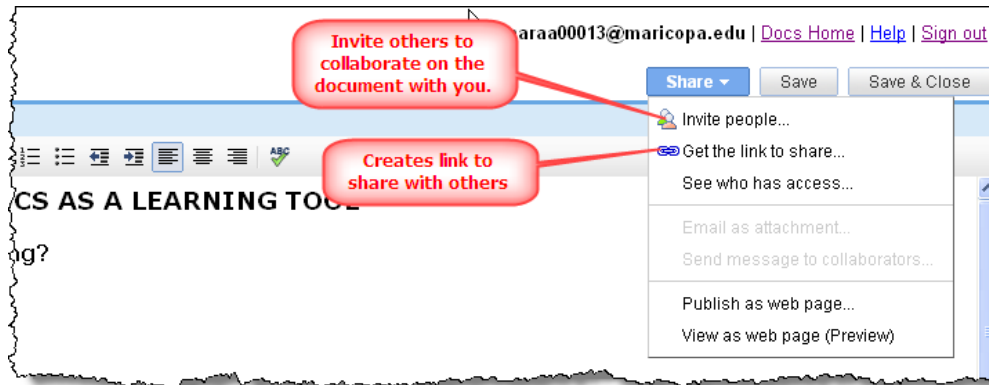 araa00013@maricopa.edu | Docs Home | Help | Sign out
Invite others to
collaborate on the
document with you.
Share Save Save & Close
Invite people...
Get the link to share...
See who has access...
Email as attachment...
Send message to collaborators...
Publish as web page...
View as web page (Preview)
ABC
Creates link to
share with others
CS AS A LEARNING TOOL
g?